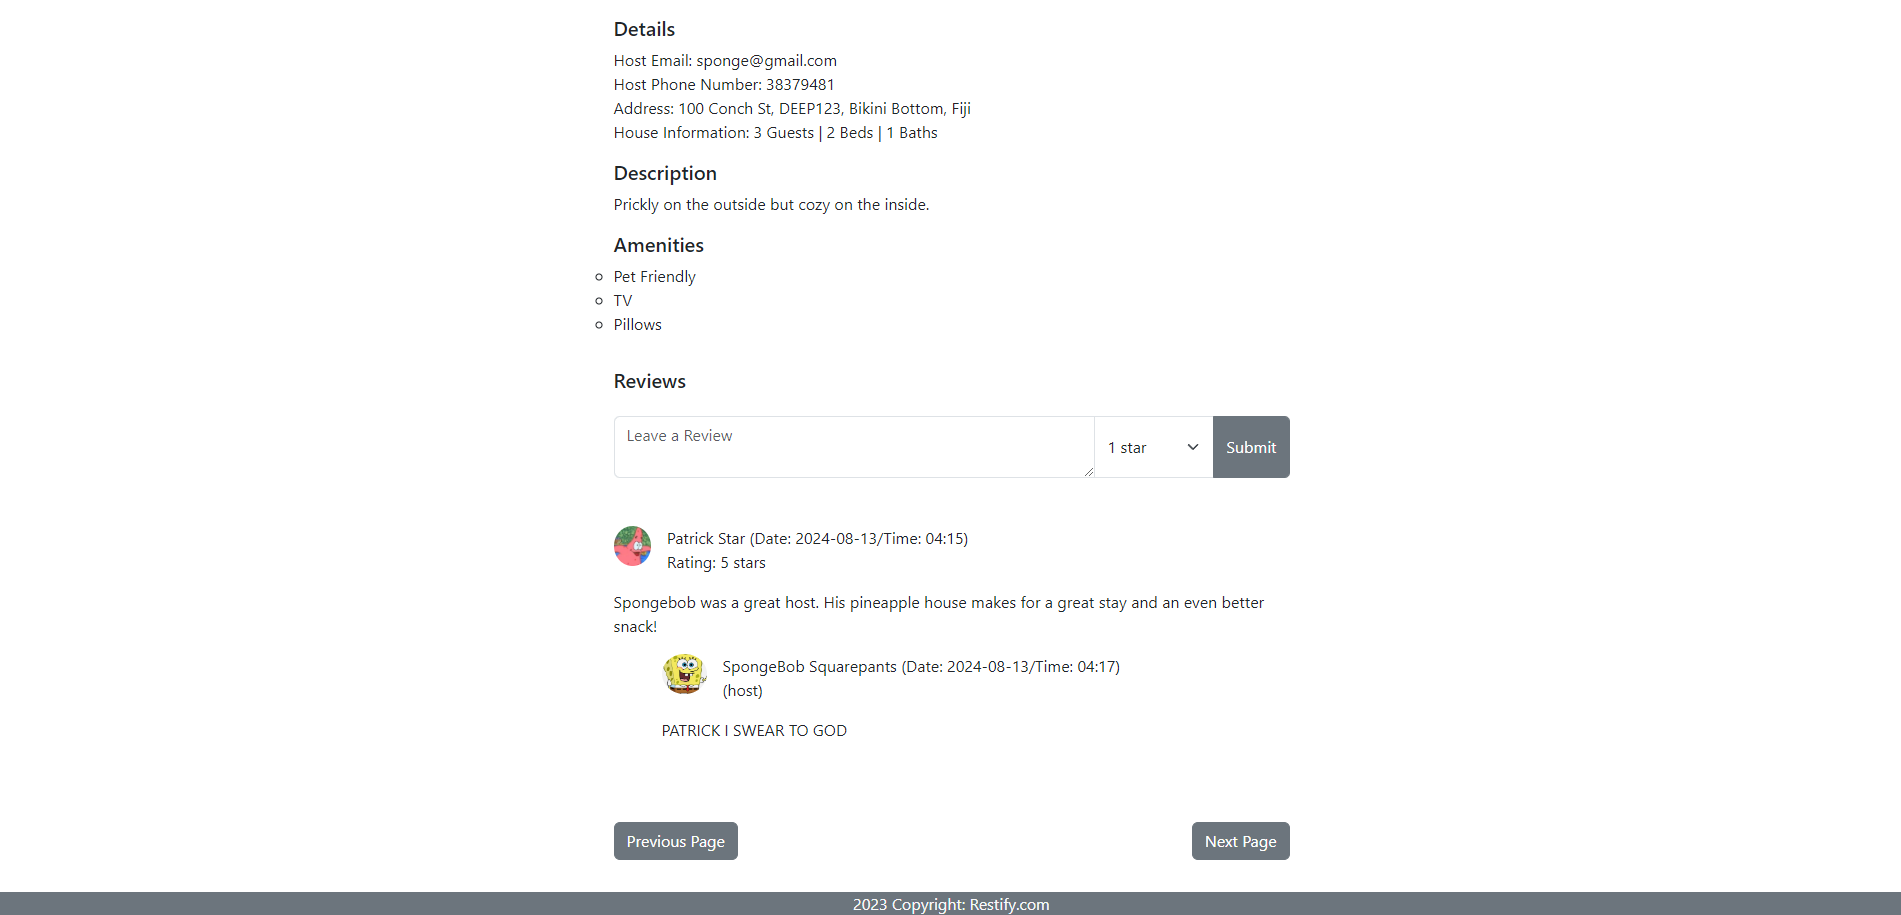 Details
Host Email: sponge@gmail.com
Host Phone Number: 38379481
Address: 100 Conch St, DEEP123, Bikini Bottom, Fiji
House Information: 3 Guests | 2 Beds | 1 Baths
Description
Prickly on the outside but cozy on the inside.
Amenities
Pet Friendly
TV
Pillows
Reviews
Leave a Review
1 star
Submit
Patrick Star (Date: 2024-08-13/Time: 04:15)
Rating: 5 stars
Spongebob was a great host. His pineapple house makes for a great stay and an even better
snack!
SpongeBob Squarepants (Date: 2024-08-13/Time: 04:17)
(host)
PATRICK I SWEAR TO GOD
Previous Page
Next Page
2023 Copyright: Restify.com